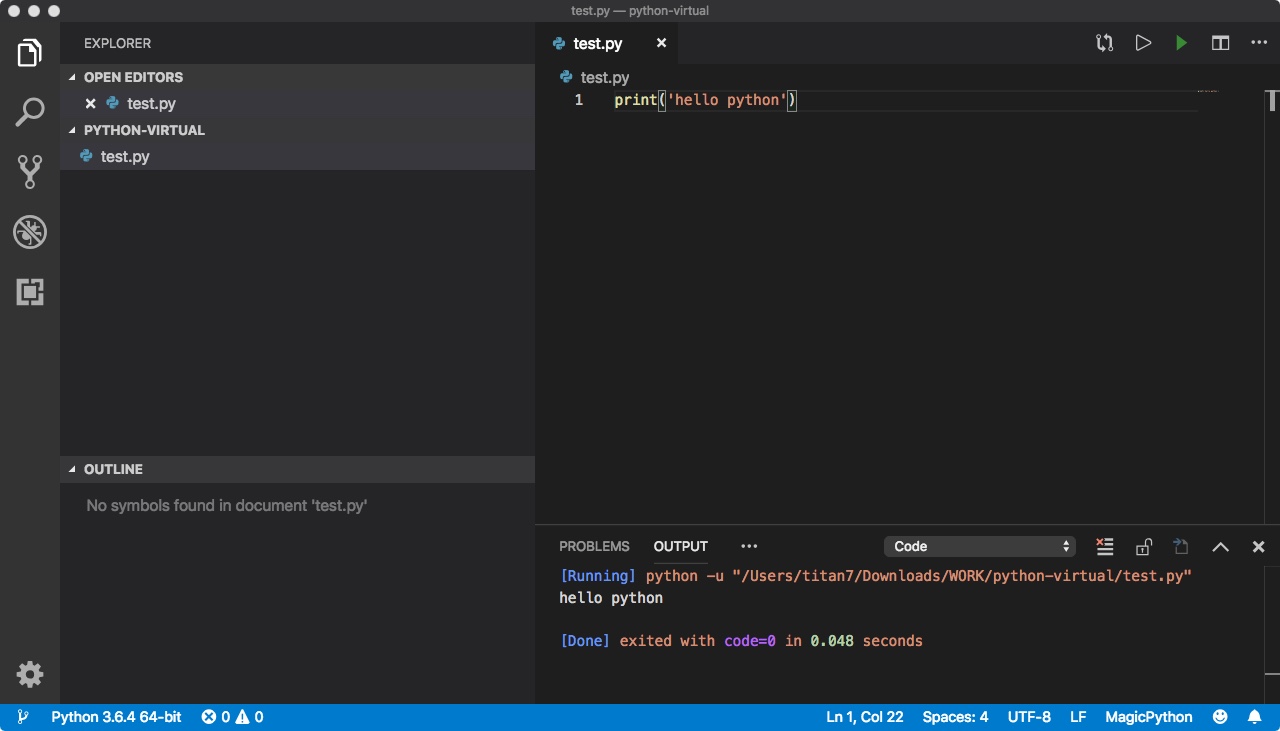 test.py — python-virtual
EXPLORER
OPEN EDITORS
test.py
PYTHON-VIRTUAL
test.py
OUTLINE
No symbols found in document 'test.py'
test.py
test.py
1 print('hello python')
PROBLEMS OUTPUT ··· Code
[Running] python -u "/Users/titan7/Downloads/WORK/python-virtual/test.py"
hello python
[Done] exited with code=0 in 0.048 seconds
Python 3.6.4 64-bit 0 0 Ln 1, Col 22 Spaces: 4 UTF-8 LF MagicPython